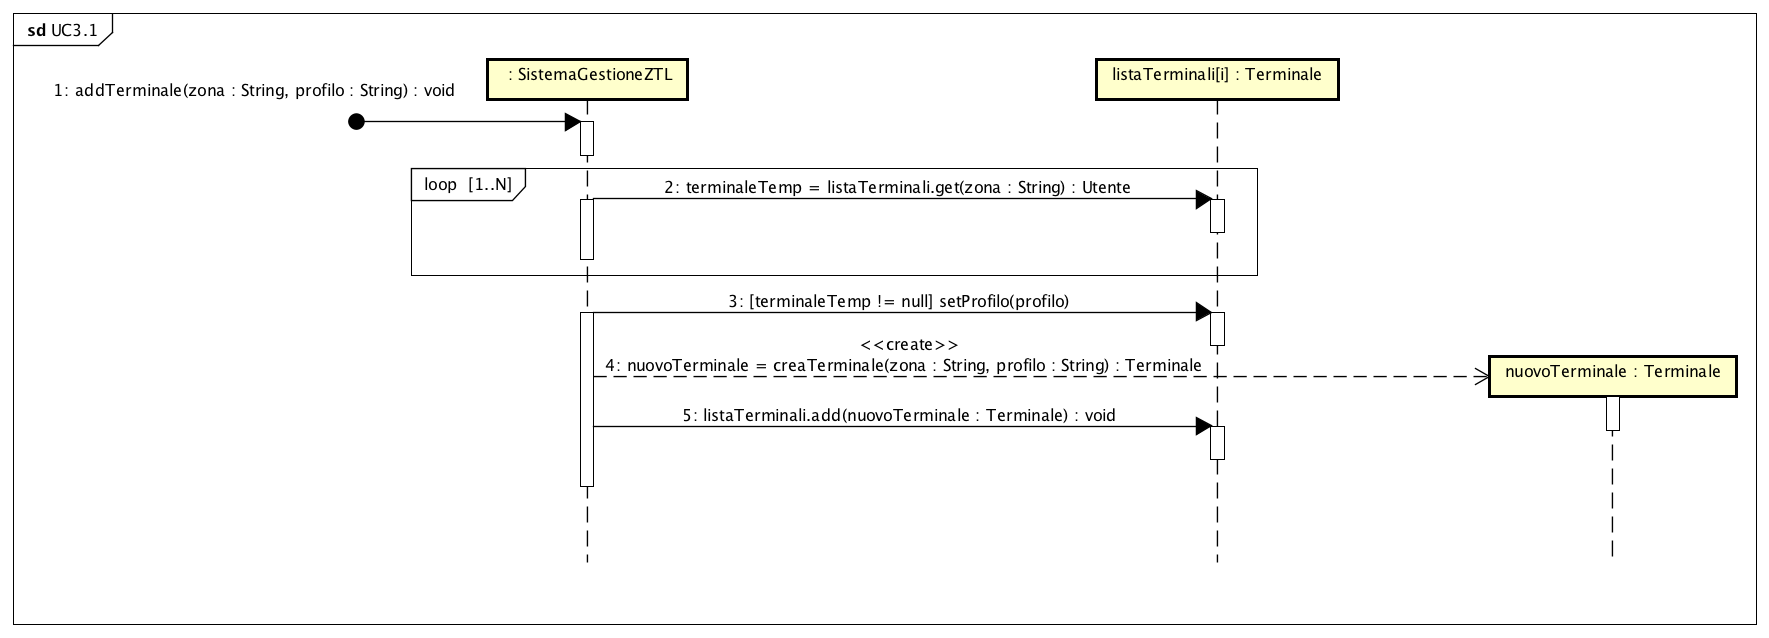 sd UC3.1
1: addTerminale(zona : String, profilo : String) : void
: SistemaGestioneZTL
listaTerminali[i] : Terminale
loop [1..N]
2: terminaleTemp = listaTerminali.get(zona : String) : Utente
3: [terminaleTemp != null] setProfilo(profilo)
<<create>>
4: nuovoTerminale = creaTerminale(zona : String, profilo : String) : Terminale
nuovoTerminale : Terminale
5: listaTerminali.add(nuovoTerminale : Terminale) : void